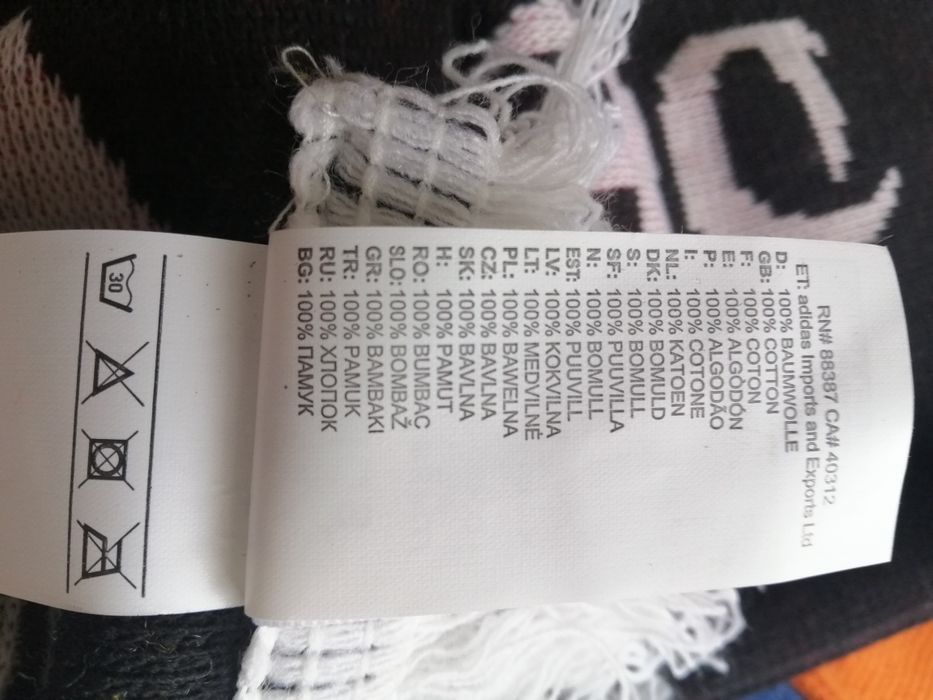 RN# 88387 CA# 40312
ET: adidas Imports and Exports Ltd
D: 100% BAUMWOLLE
GB: 100% COTTON
F: 100% COTON
E: 100% ALGODÓN
P: 100% ALGODÃO
I: 100% COTONE
NL: 100% KATOEN
DK: 100% BOMULD
S: 100% BOMULL
SF: 100% PUUVILLA
N: 100% BOMULL
EST: 100% PUUVILL
LV: 100% KOKVILNA
LT: 100% MEDVILNĖ
PL: 100% BAWEŁNA
CZ: 100% BAVLNA
SK: 100% BAVLNA
H: 100% PAMUT
RO: 100% BUMBAC
SLO: 100% BOMBAŽ
GR: 100% BAMBAKI
TR: 100% PAMUK
RU: 100% ХЛОПОК
BG: 100% ПАМУК
30